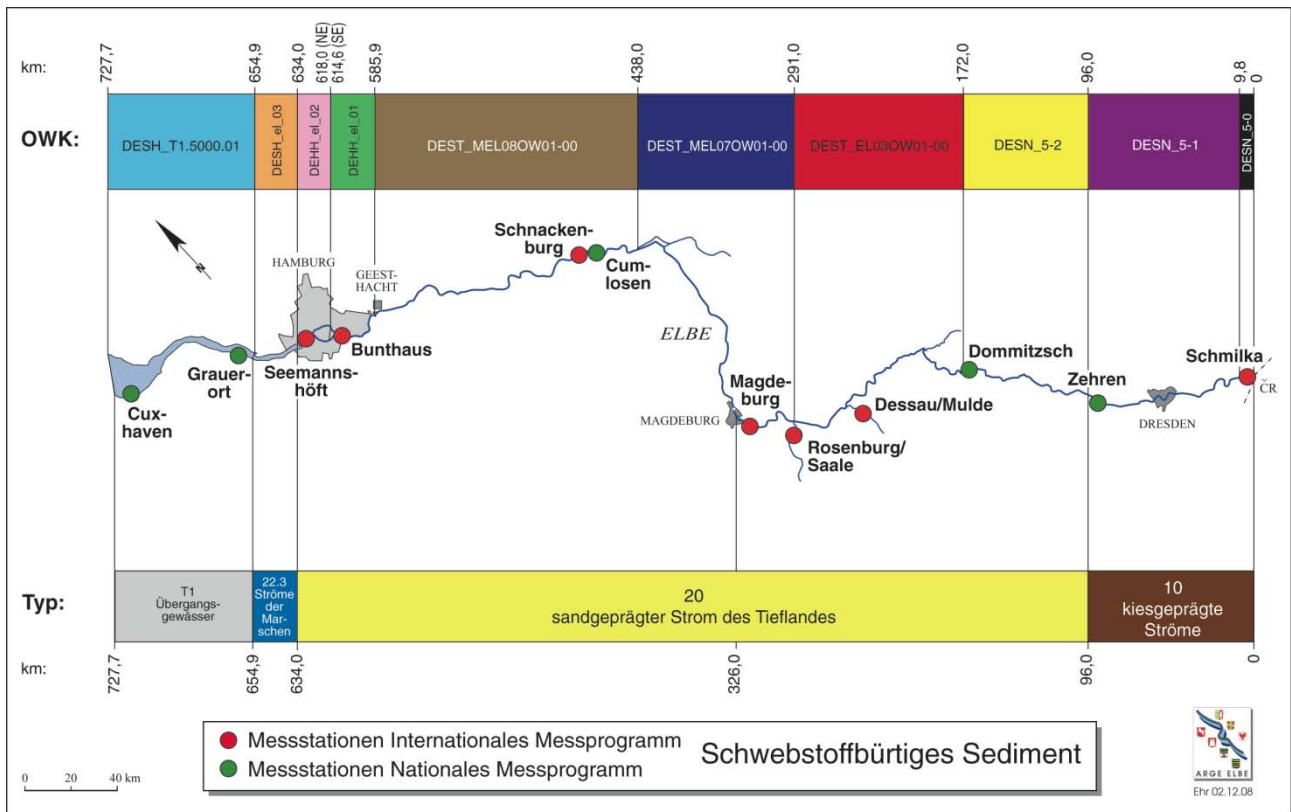 km:
727,7
654,9
634,0
618,0 (NE)
614,6 (SE)
585,9
438,0
291,0
172,0
96,0
9,8
0
OWK:
DESH_T1.5000.01
DESH_el_03
DEHH_el_02
DEHH_el_01
DEST_MEL08OW01-00
DEST_MEL07OW01-00
DEST_EL03OW01-00
DESN_5-2
DESN_5-1
DESN_5-0
N
HAMBURG
GEEST-
HACHT
Schnacken-
burg
Cum-
losen
ELBE
Bunthaus
Seemanns-
höft
Grauer-
ort
Cux-
haven
Magde-
burg
MAGDEBURG
Rosenburg/
Saale
Dessau/Mulde
Dommitzsch
Zehren
DRESDEN
Schmilka
ČR
Typ:
T1
Übergangs-
gewässer
22.3
Ströme
der
Mar-
schen
20
sandgeprägter Strom des Tieflandes
10
kiesgeprägte
Ströme
km:
727,7
654,9
634,0
326,0
96,0
0
Messstationen Internationales Messprogramm
Messstationen Nationales Messprogramm
Schwebstoffbürtiges Sediment
0 20 40 km
ARGE ELBE
Ehr 02.12.08